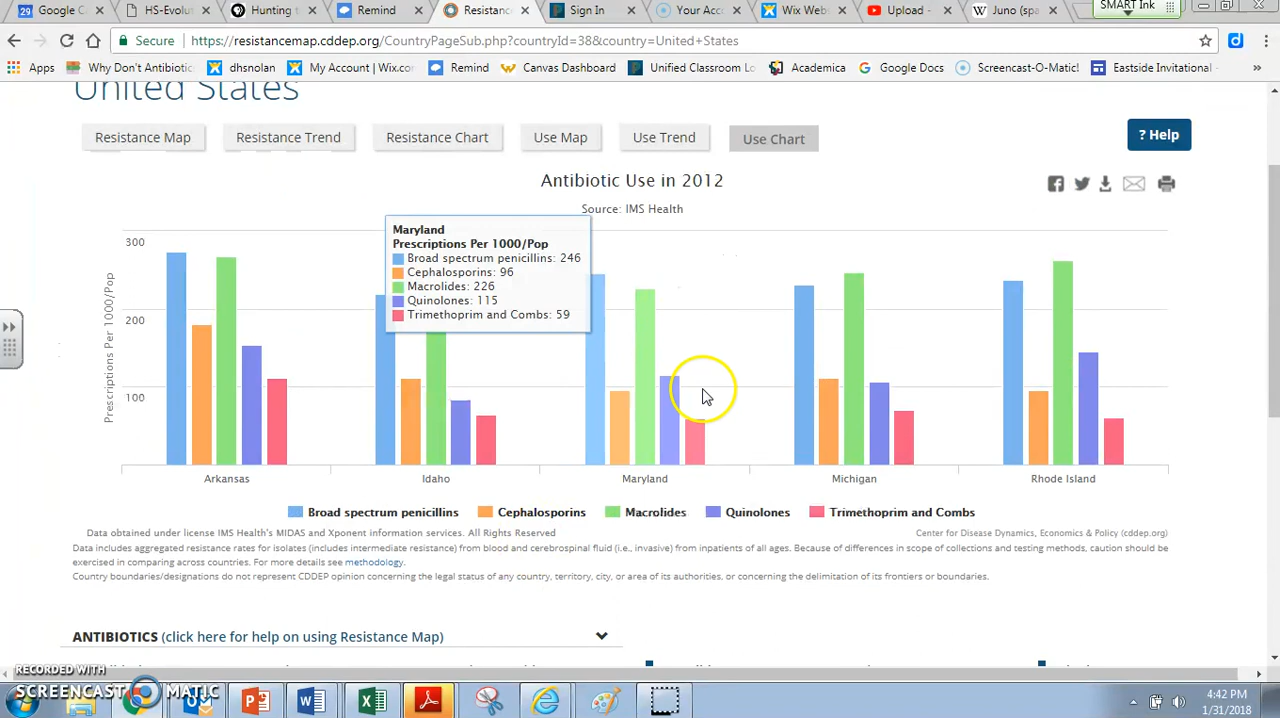 Google C
HS-Evolu
Hunting t
Remind
Resistanc
Sign In
Your Acc
Wix Web
Upload -
Juno (spa
SMART Ink
Secure
https://resistancemap.cddep.org/CountryPageSub.php?countryId=38&country=United+States
Apps
Why Don't Antibiotic
dhsnolan
My Account | Wix.co
Remind
Canvas Dashboard
Unified Classroom Lo
Academica
Google Docs
Screencast-O-Matic!
Eastside Invitational
United States
Resistance Map
Resistance Trend
Resistance Chart
Use Map
Use Trend
Use Chart
? Help
Antibiotic Use in 2012
Source: IMS Health
Prescriptions Per 1000/Pop
300
200
100
Maryland
Prescriptions Per 1000/Pop
Broad spectrum penicillins: 246
Cephalosporins: 96
Macrolides: 226
Quinolones: 115
Trimethoprim and Combs: 59
Arkansas
Idaho
Maryland
Michigan
Rhode Island
Broad spectrum penicillins
Cephalosporins
Macrolides
Quinolones
Trimethoprim and Combs
Data obtained under license IMS Health's MIDAS and Xponent information services. All Rights Reserved
Center for Disease Dynamics, Economics & Policy (cddep.org)
Data includes aggregated resistance rates for isolates (includes intermediate resistance) from blood and cerebrospinal fluid (i.e., invasive) from inpatients of all ages. Because of differences in scope of collections and testing methods, caution should be
exercised in comparing across countries. For more details see methodology.
Country boundaries/designations do not represent CDDEP opinion concerning the legal status of any country, territory, city, or area of its authorities, or concerning the delimitation of its frontiers or boundaries.
ANTIBIOTICS (click here for help on using Resistance Map)
RECORDED WITH
SCREENCAST MATIC
4:42 PM
1/31/2018